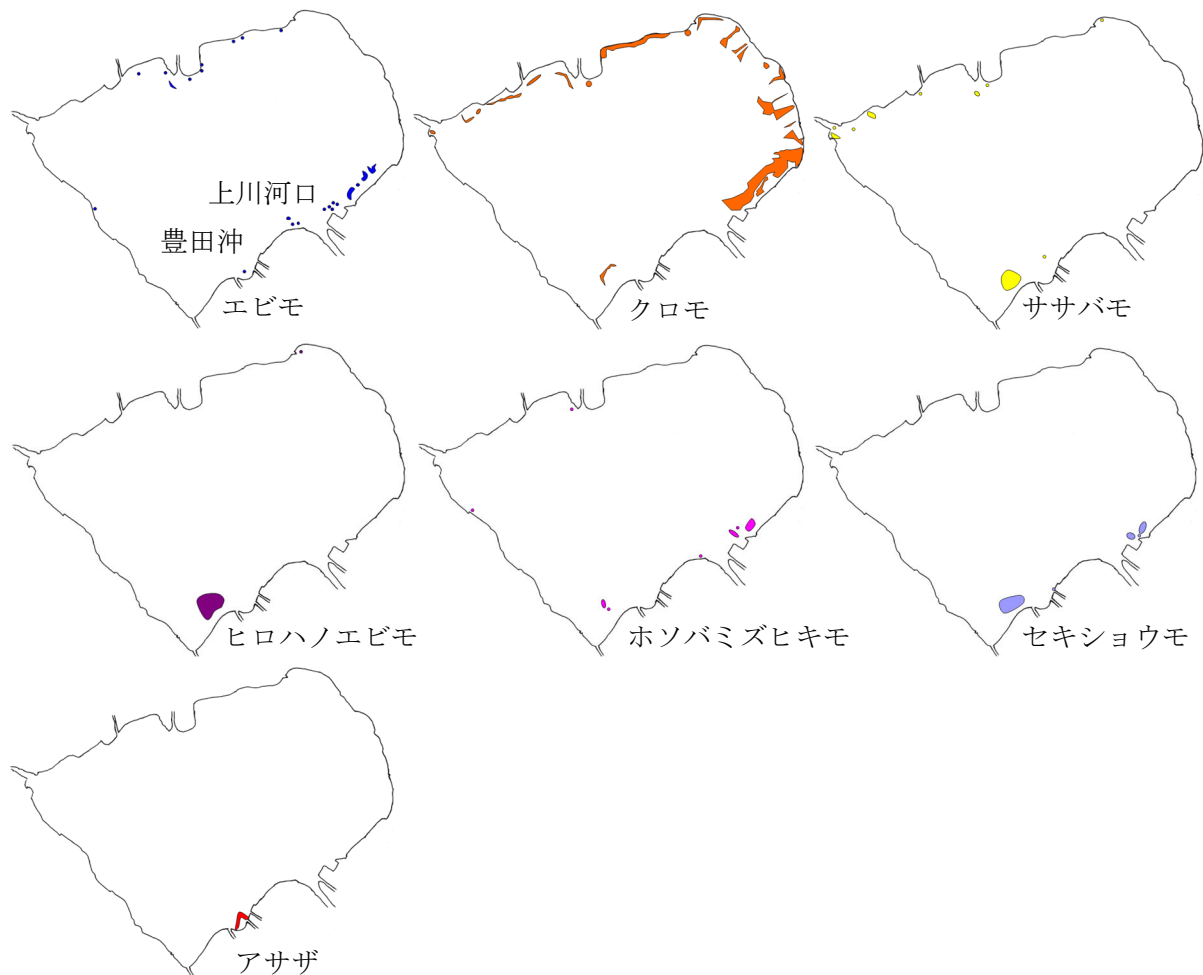 上川河口
豊田沖
エビモ
クロモ
ササバモ
ヒロハノエビモ
ホソバミズヒキモ
セキショウモ
アサザ